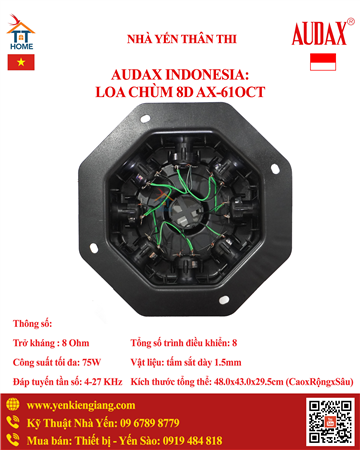 TT
HOME
NHÀ YẾN THÂN THI
AUDAX
AUDAX INDONESIA:
LOA CHÙM 8D AX-61OCT
Thông số:
Trở kháng : 8 Ohm
Tổng số trình điều khiển: 8
Công suất tối đa: 75W
Vật liệu: tấm sắt dày 1.5mm
Đáp tuyến tần số: 4-27 KHz
Kích thước tổng thể: 48.0x43.0x29.5cm (CaoxRộngxSâu)
www.yenkiengiang.com
Kỹ Thuật Nhà Yến: 09 6789 8779
Mua bán: Thiết bị - Yến Sào: 0919 484 818